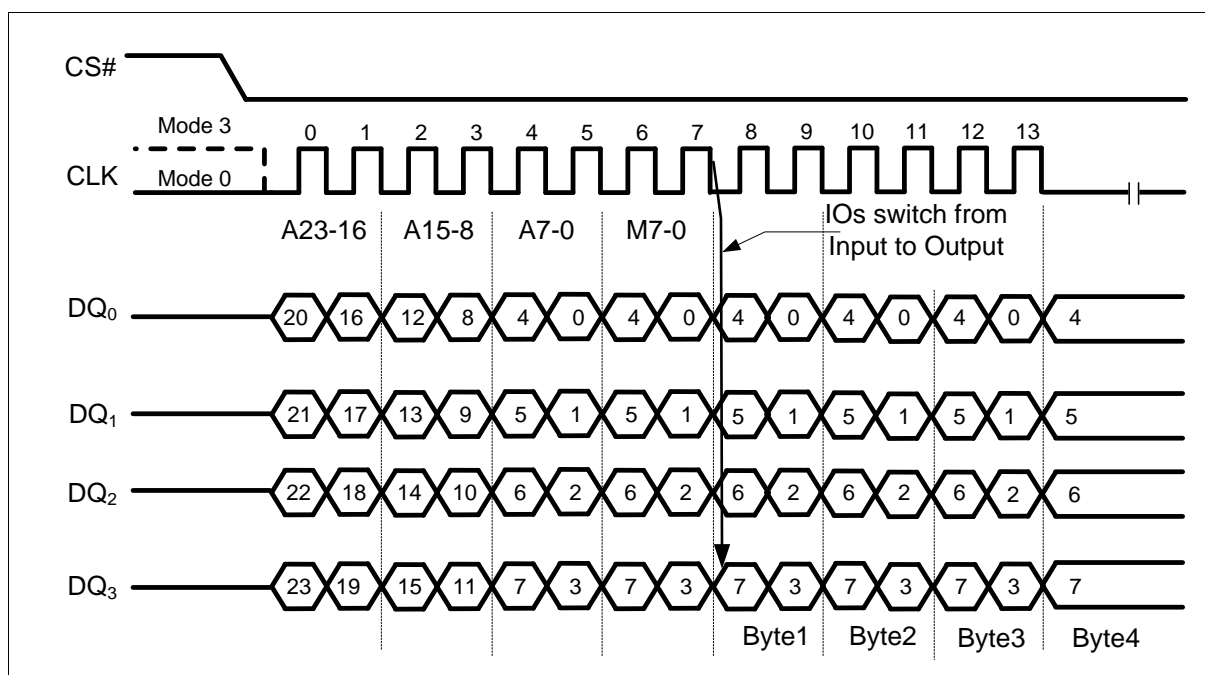 CS#
Mode 3
0 1 2 3 4 5 6 7 8 9 10 11 12 13
CLK
Mode 0
A23-16 A15-8 A7-0 M7-0
IOs switch from
Input to Output
DQ0 20 16 12 8 4 0 4 0 4 0 4 0 4 0 4
DQ1 21 17 13 9 5 1 5 1 5 1 5 1 5 1 5
DQ2 22 18 14 10 6 2 6 2 6 2 6 2 6 2 6
DQ3 23 19 15 11 7 3 7 3 7 3 7 3 7 3 7
Byte1 Byte2 Byte3 Byte4